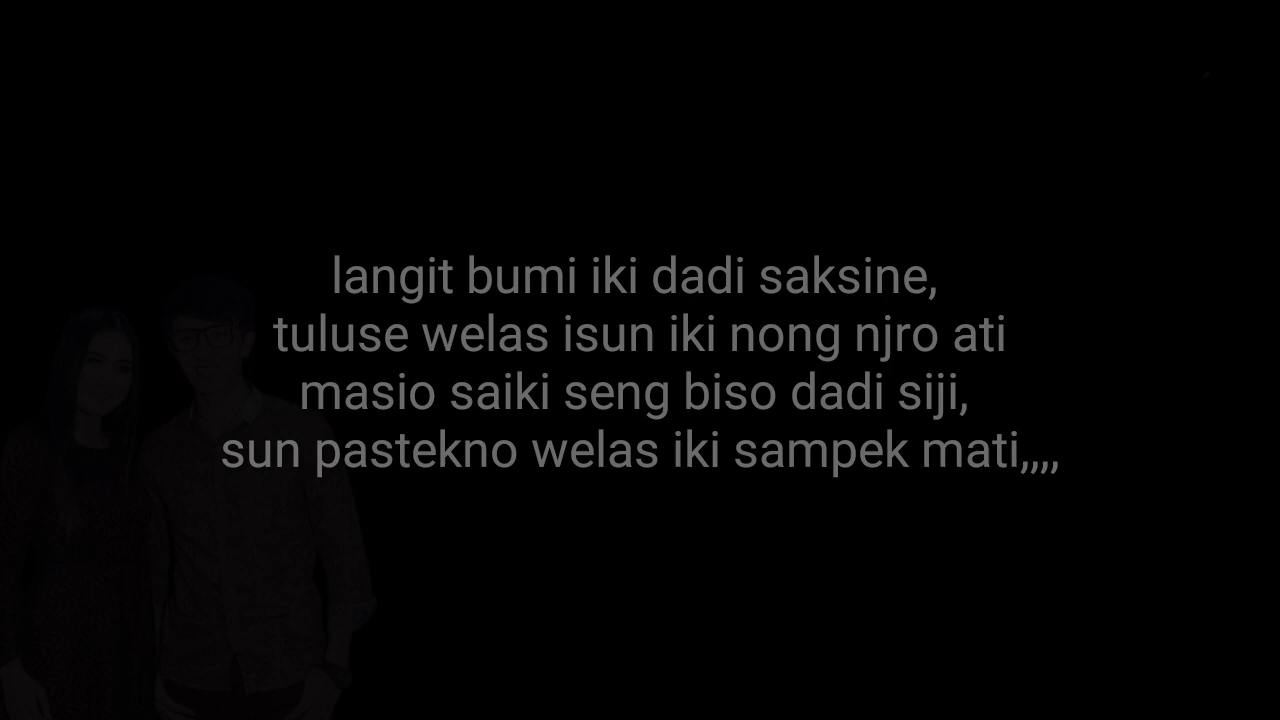 langit bumi iki dadi saksine,
tuluse welas isun iki nong njro ati
masio saiki seng biso dadi siji,
sun pastekno welas iki sampek mati,,,,